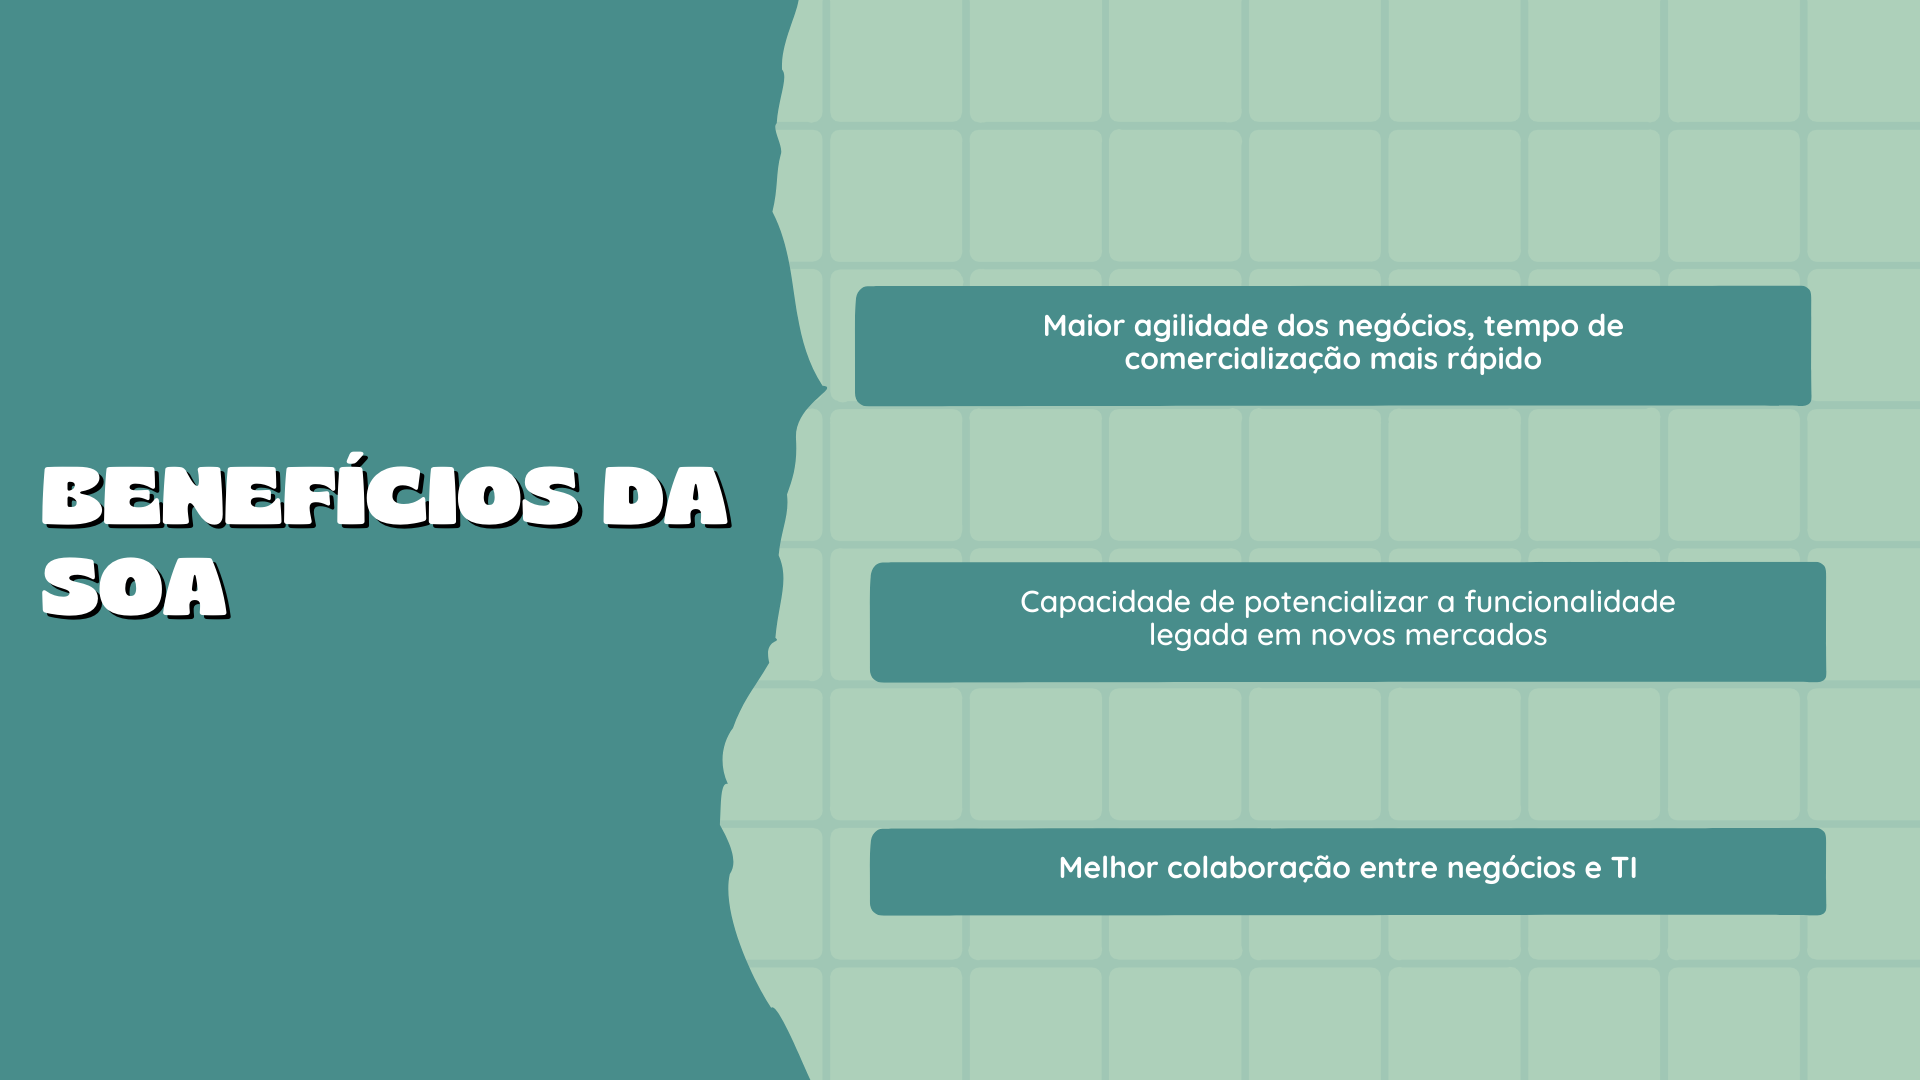 BENEFÍCIOS DA
SOA
Maior agilidade dos negócios, tempo de
comercialização mais rápido
Capacidade de potencializar a funcionalidade
legada em novos mercados
Melhor colaboração entre negócios e TI